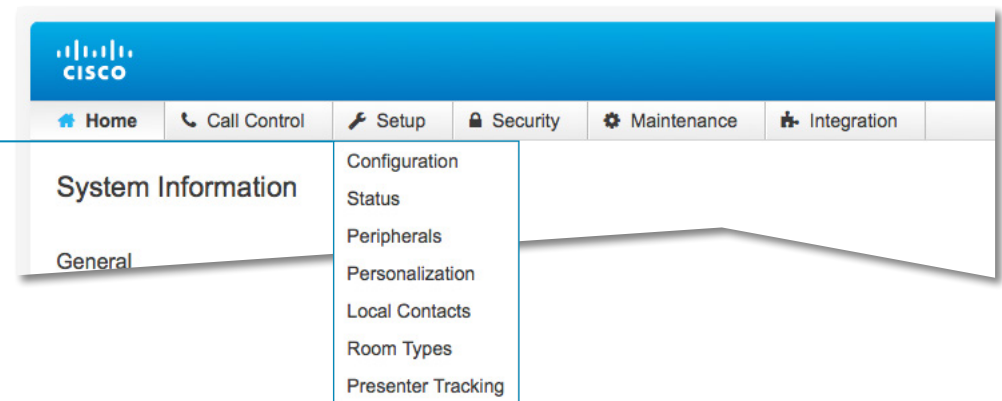 CISCO
Home Call Control Setup Security Maintenance Integration
System Information
General
Configuration
Status
Peripherals
Personalization
Local Contacts
Room Types
Presenter Tracking